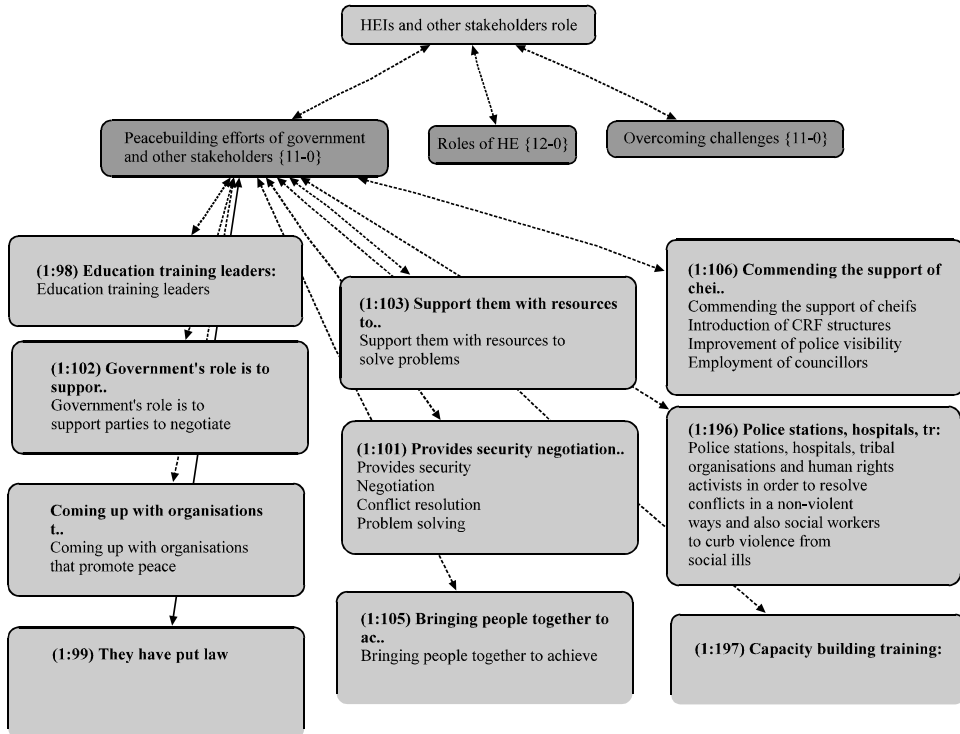 HEIs and other stakeholders role
Peacebuilding efforts of government
and other stakeholders {11-0}
Roles of HE {12-0}
Overcoming challenges {11-0}
(1:98) Education training leaders:
Education training leaders
(1:102) Government's role is to
suppor..
Government's role is to
support parties to negotiate
Coming up with organisations
t..
Coming up with organisations
that promote peace
(1:99) They have put law
(1:103) Support them with resources
to..
Support them with resources to
solve problems
(1:101) Provides security negotiation..
Provides security
Negotiation
Conflict resolution
Problem solving
(1:105) Bringing people together to
ac..
Bringing people together to achieve
(1:106) Commending the support of
chei..
Commending the support of cheifs
Introduction of CRF structures
Improvement of police visibility
Employment of councillors
(1:196) Police stations, hospitals, tr:
Police stations, hospitals, tribal
organisations and human rights
activists in order to resolve
conflicts in a non-violent
ways and also social workers
to curb violence from
social ills
(1:197) Capacity building training: